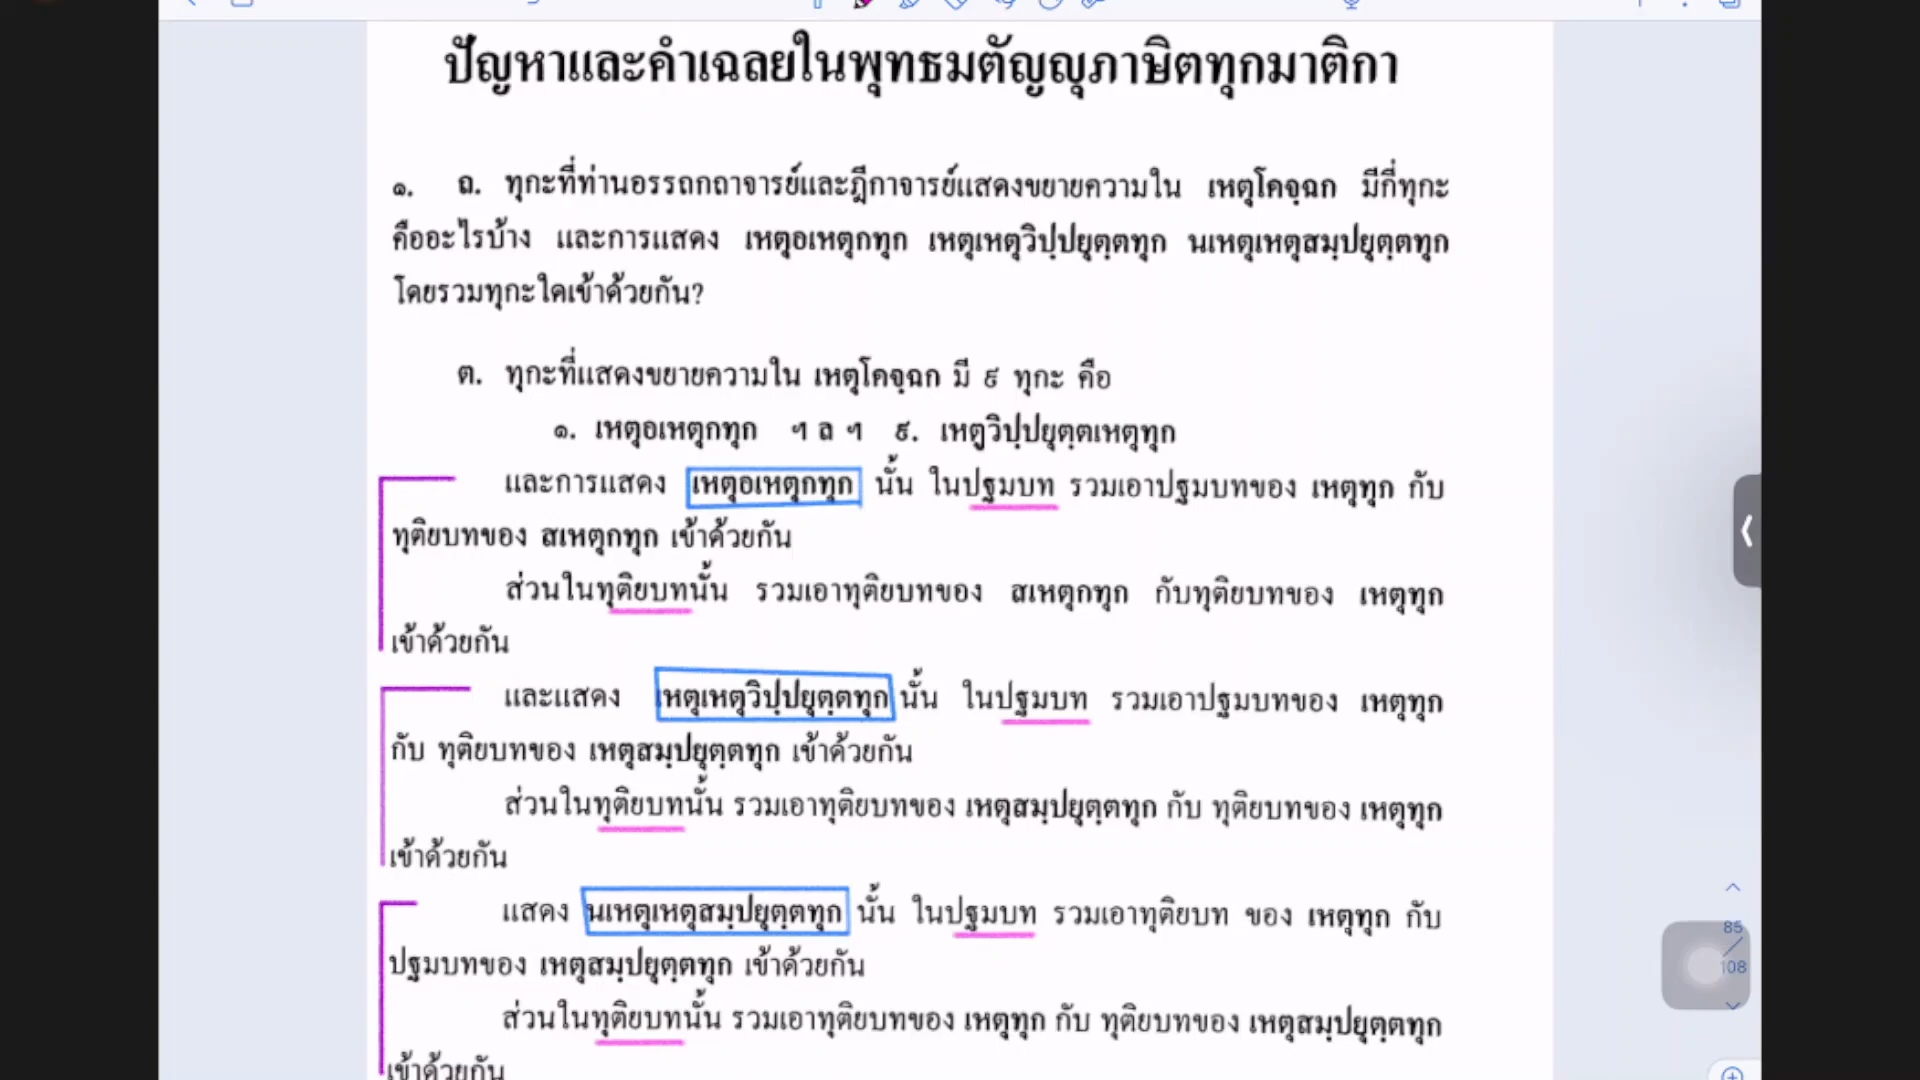 ปัญหาและคำเฉลยในพุทธมตัญญุภาษิตทุกมาติกา
๑. ถ. ทุกะที่ท่านอรรถกถาจารย์และฎีกาจารย์แสดงขยายความใน เหตุโคจฺฉก มีกี่ทุกะ
คืออะไรบ้าง และการแสดง เหตุอเหตุกทุก เหตุเหตุวิปฺปยุตฺตทุก นเหตุเหตุสมฺปยุตฺตทุก
โดยรวมทุกะใดเข้าด้วยกัน?
ต. ทุกะที่แสดงขยายความใน เหตุโคจฺฉก มี ๙ ทุกะ คือ
๑. เหตุอเหตุกทุก ฯ ล ฯ ๙. เหตูวิปฺปยุตฺตเหตุทุก
และการแสดง เหตุอเหตุกทุก นั้น ในปฐมบท รวมเอาปฐมบทของ เหตุทุก กับ
ทุติยบทของ สเหตุกทุก เข้าด้วยกัน
ส่วนในทุติยบทนั้น รวมเอาทุติยบทของ สเหตุกทุก กับทุติยบทของ เหตุทุก
เข้าด้วยกัน
และแสดง เหตุเหตุวิปฺปยุตฺตทุก นั้น ในปฐมบท รวมเอาปฐมบทของ เหตุทุก
กับ ทุติยบทของ เหตุสมฺปยุตฺตทุก เข้าด้วยกัน
ส่วนในทุติยบทนั้น รวมเอาทุติยบทของ เหตุสมฺปยุตฺตทุก กับ ทุติยบทของ เหตุทุก
เข้าด้วยกัน
แสดง นเหตุเหตุสมฺปยุตฺตทุก นั้น ในปฐมบท รวมเอาทุติยบท ของ เหตุทุก กับ
ปฐมบทของ เหตุสมฺปยุตฺตทุก เข้าด้วยกัน
ส่วนในทุติยบทนั้น รวมเอาทุติยบทของ เหตุทุก กับ ทุติยบทของ เหตุสมฺปยุตฺตทุก
เข้าด้วยกัน
85
108